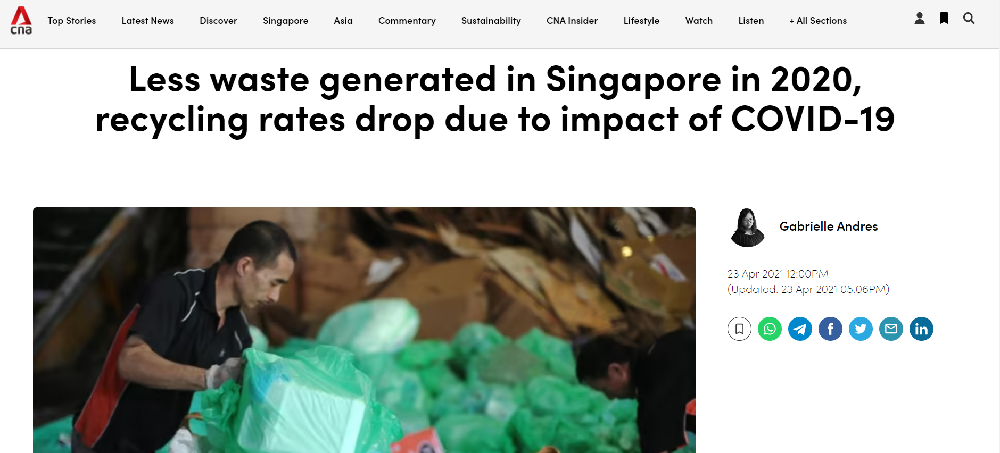 cna
Top Stories Latest News Discover Singapore Asia Commentary Sustainability CNA Insider Lifestyle Watch Listen + All Sections
Less waste generated in Singapore in 2020,
recycling rates drop due to impact of COVID-19
Gabrielle Andres
23 Apr 2021 12:00PM
(Updated: 23 Apr 2021 05:06PM)